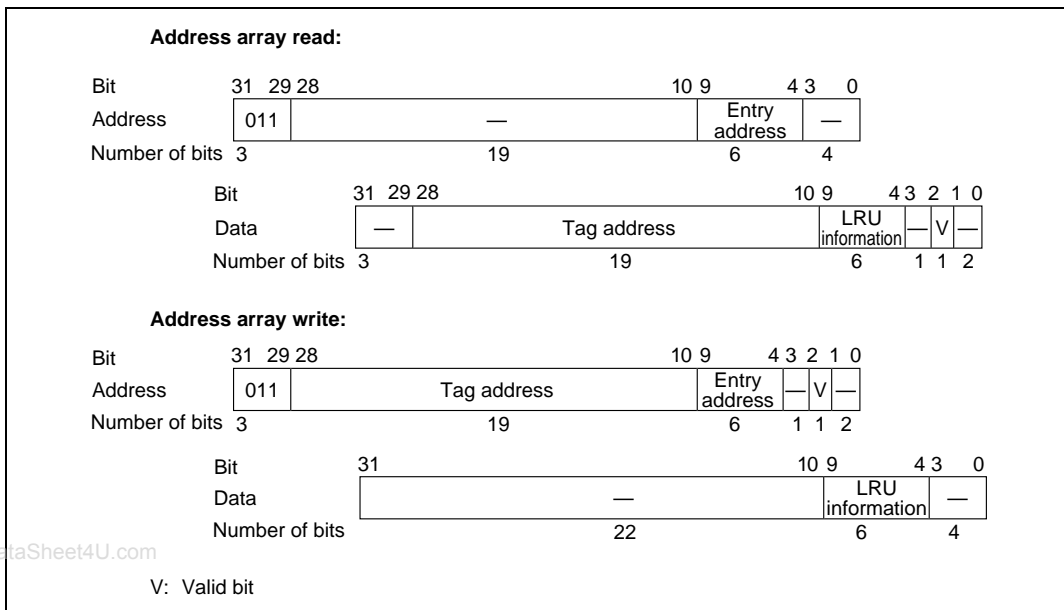 Address array read:
Bit 31 29 28 10 9 4 3 0
Address 011 — Entry address —
Number of bits 3 19 6 4
Bit 31 29 28 10 9 4 3 2 1 0
Data — Tag address LRU information — V —
Number of bits 3 19 6 1 1 2
Address array write:
Bit 31 29 28 10 9 4 3 2 1 0
Address 011 Tag address Entry address — V —
Number of bits 3 19 6 1 1 2
Bit 31 10 9 4 3 0
Data — LRU information —
Number of bits 22 6 4
ataSheet4U.com
V: Valid bit